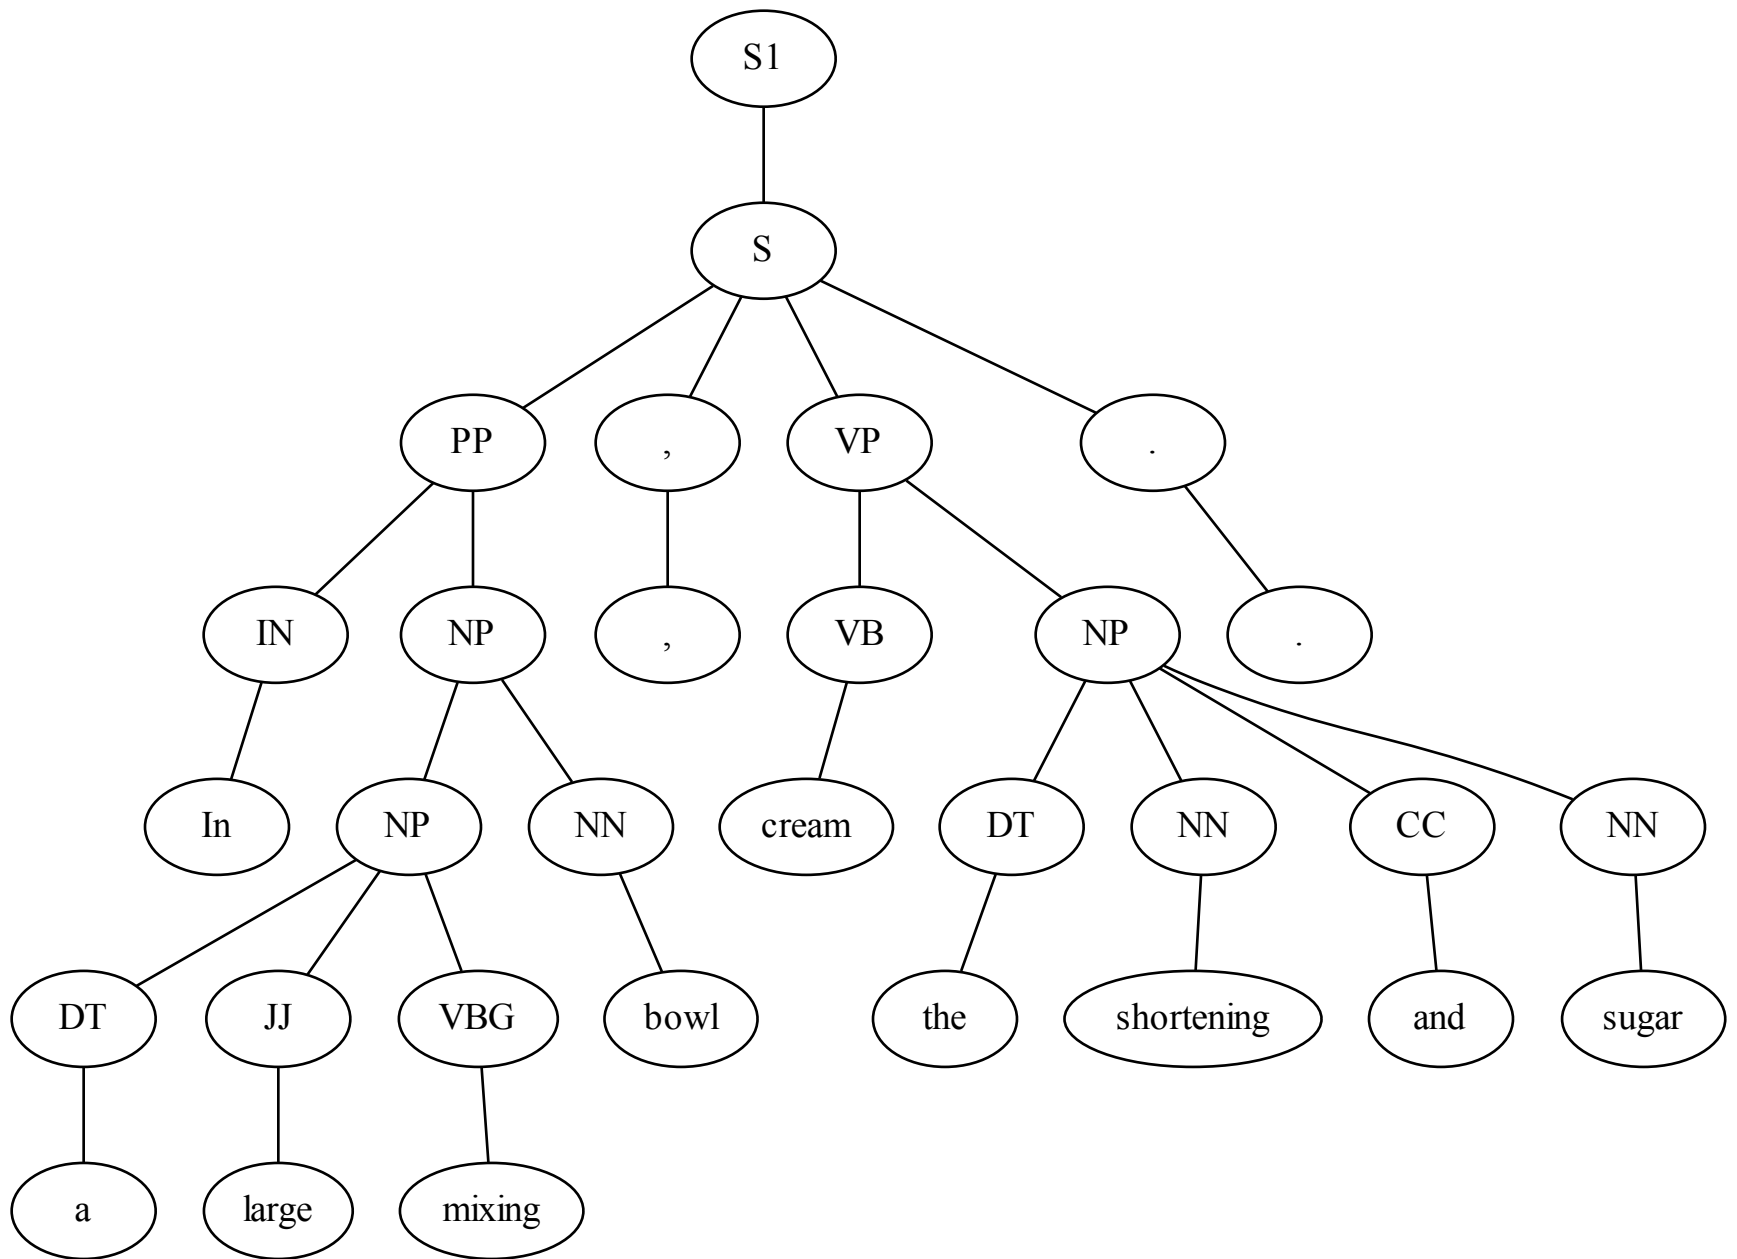 S1
S
PP , VP .
IN NP , VB NP .
In NP NN cream DT NN CC NN
DT JJ VBG bowl the shortening and sugar
a large mixing